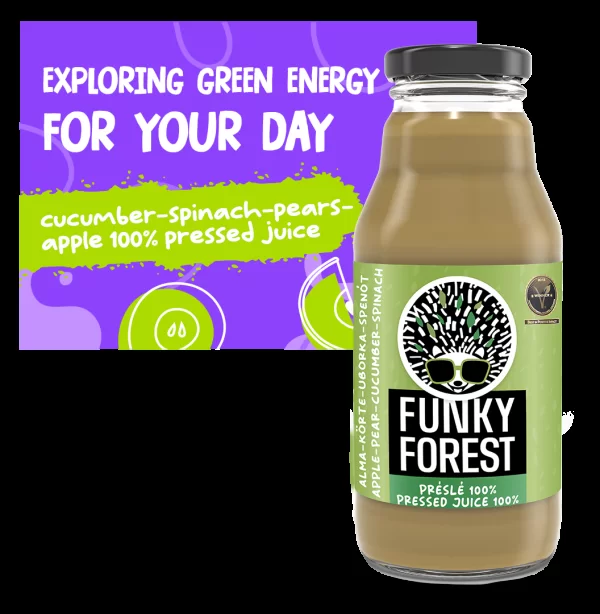 EXPLORING GREEN ENERGY
FOR YOUR DAY
cucumber-spinach-pears-
apple 100% pressed juice
ALMA-KÖRTE-UBORKA-SPENÓT
APPLE-PEAR-CUCUMBER-SPINACH
FUNKY
FOREST
PRÉSLÉ 100%
PRESSED JUICE 100%